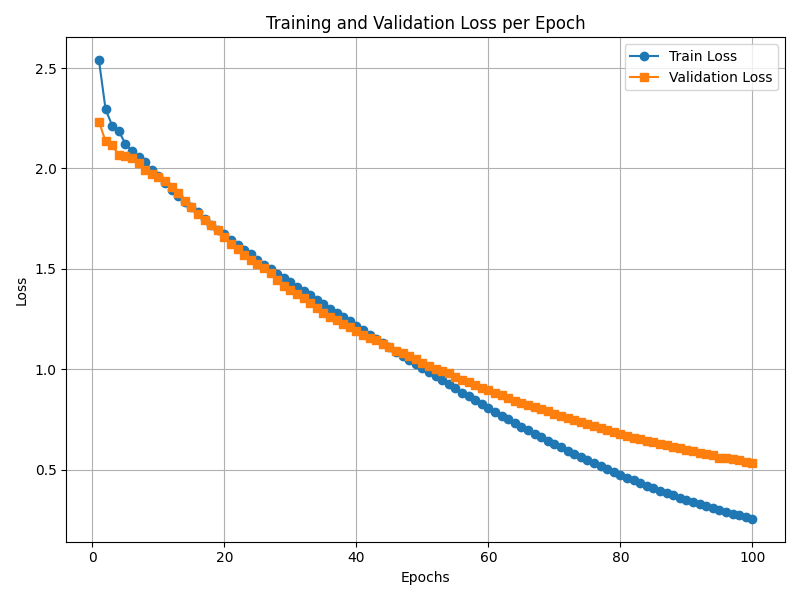 Training and Validation Loss per Epoch
Train Loss
Validation Loss
2.5
2.0
1.5
1.0
0.5
Loss
0 20 40 60 80 100
Epochs